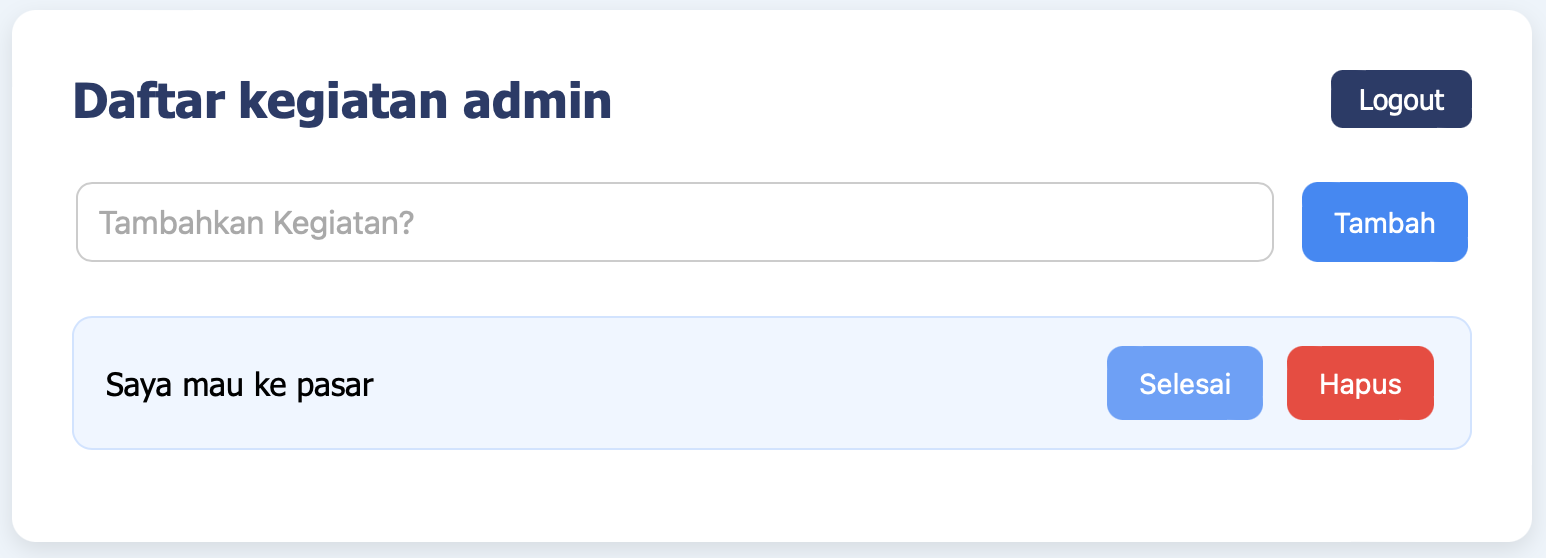 Daftar kegiatan admin
Logout
Tambahkan Kegiatan?
Tambah
Saya mau ke pasar
Selesai
Hapus